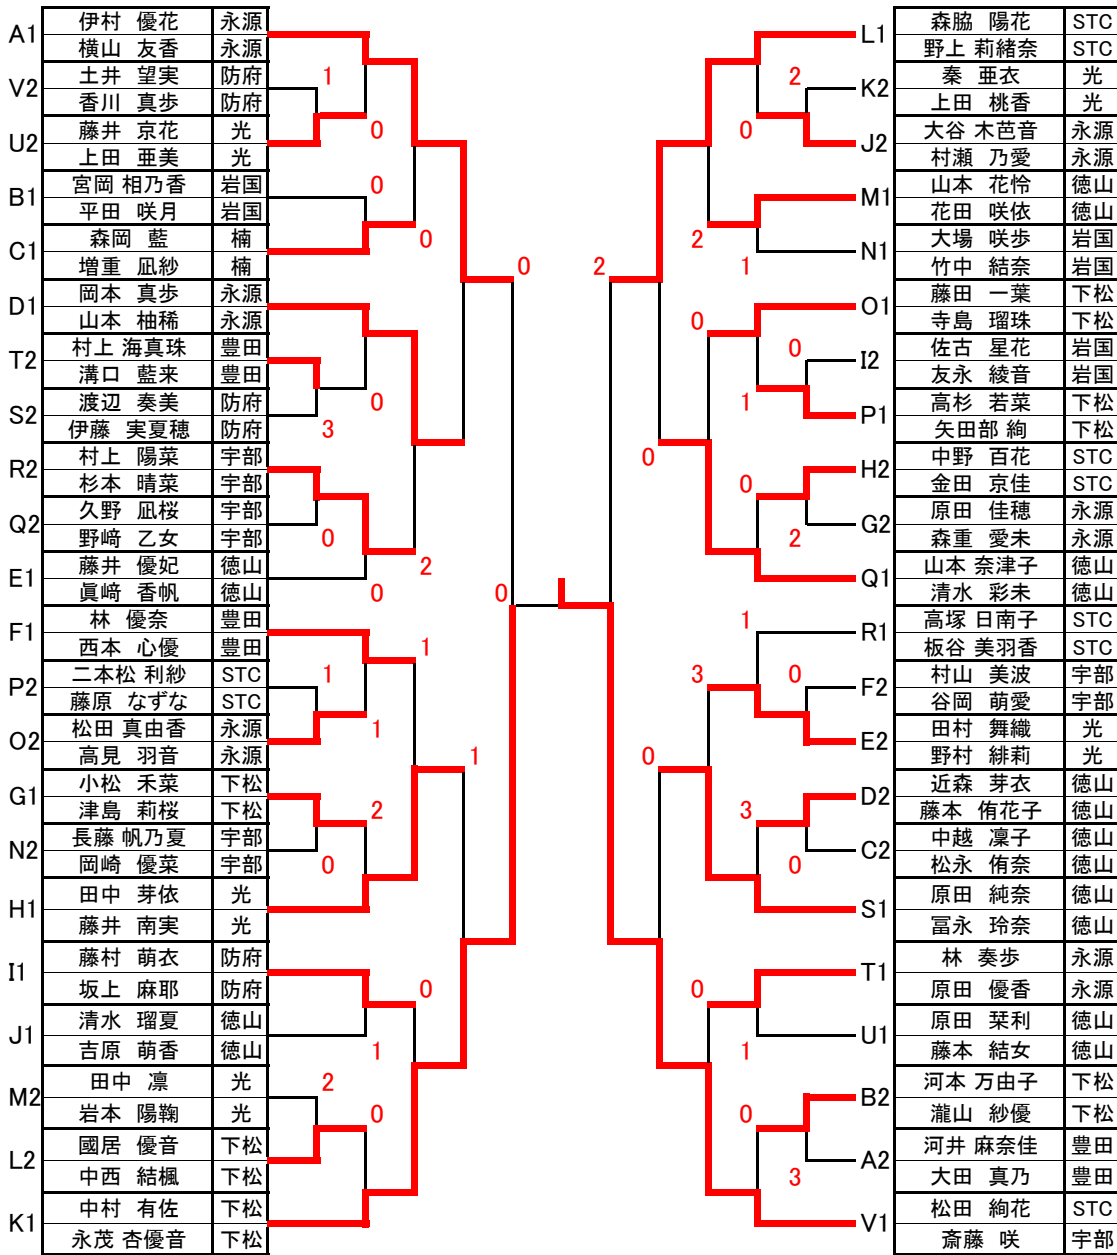 A1 伊村 優花 永源
横山 友香 永源
V2 土井 望実 防府
香川 真歩 防府
U2 藤井 京花 光
上田 亜美 光
B1 宮岡 相乃香 岩国
平田 咲月 岩国
C1 森岡 藍 楠
増重 凪紗 楠
D1 岡本 真歩 永源
山本 柚稀 永源
T2 村上 海真珠 豊田
溝口 藍来 豊田
S2 渡辺 奏美 防府
伊藤 実夏穂 防府
R2 村上 陽菜 宇部
杉本 晴菜 宇部
Q2 久野 凪桜 宇部
野﨑 乙女 宇部
E1 藤井 優妃 徳山
眞﨑 香帆 徳山
F1 林 優奈 豊田
西本 心優 豊田
P2 二本松 利紗 STC
藤原 なずな STC
O2 松田 真由香 永源
高見 羽音 永源
G1 小松 禾菜 下松
津島 莉桜 下松
N2 長藤 帆乃夏 宇部
岡崎 優菜 宇部
H1 田中 芽依 光
藤井 南実 光
I1 藤村 萌衣 防府
坂上 麻耶 防府
J1 清水 瑠夏 徳山
吉原 萌香 徳山
M2 田中 凛 光
岩本 陽鞠 光
L2 國居 優音 下松
中西 結楓 下松
K1 中村 有佐 下松
永茂 杏優音 下松
1
0
0
0
0
0
3
0
2
0
0
1
1
1
2
0
1
0
1
2
0
2
2
0
2
1
0
0
1
0
0
2
1
0
3
0
3
0
0
1
0
3
L1 森脇 陽花 STC
野上 莉緒奈 STC
K2 秦 亜衣 光
上田 桃香 光
J2 大谷 木芭音 永源
村瀬 乃愛 永源
M1 山本 花怜 徳山
花田 咲依 徳山
N1 大場 咲歩 岩国
竹中 結奈 岩国
O1 藤田 一葉 下松
寺島 瑠珠 下松
I2 佐古 星花 岩国
友永 綾音 岩国
P1 高杉 若菜 下松
矢田部 絢 下松
H2 中野 百花 STC
金田 京佳 STC
G2 原田 佳穂 永源
森重 愛未 永源
Q1 山本 奈津子 徳山
清水 彩未 徳山
R1 高塚 日南子 STC
板谷 美羽香 STC
F2 村山 美波 宇部
谷岡 萌愛 宇部
E2 田村 舞織 光
野村 緋莉 光
D2 近森 芽衣 徳山
藤本 侑花子 徳山
C2 中越 凜子 徳山
松永 侑奈 徳山
S1 原田 純奈 徳山
冨永 玲奈 徳山
T1 林 奏歩 永源
原田 優香 永源
U1 原田 栞利 徳山
藤本 結女 徳山
B2 河本 万由子 下松
瀧山 紗優 下松
A2 河井 麻奈佳 豊田
大田 真乃 豊田
V1 松田 絢花 STC
斎藤 咲 宇部